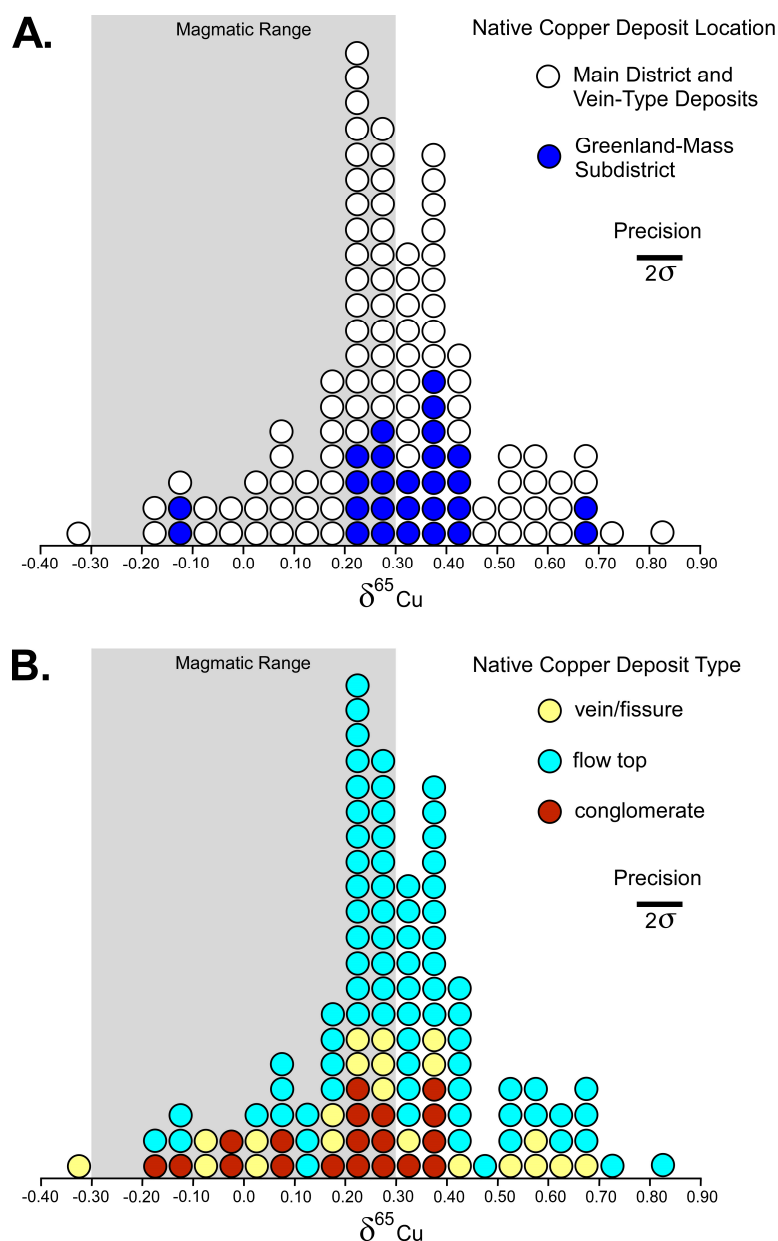 A.
Magmatic Range
Native Copper Deposit Location
Main District and
Vein-Type Deposits
Greenland-Mass
Subdistrict
Precision
2σ
-0.40 -0.30 -0.20 -0.10 0.0 0.10 0.20 0.30 0.40 0.50 0.60 0.70 0.80 0.90
δ65Cu
B.
Magmatic Range
Native Copper Deposit Type
vein/fissure
flow top
conglomerate
Precision
2σ
-0.40 -0.30 -0.20 -0.10 0.0 0.10 0.20 0.30 0.40 0.50 0.60 0.70 0.80 0.90
δ65Cu